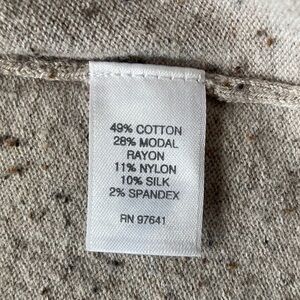 49% COTTON
28% MODAL
RAYON
11% NYLON
10% SILK
2% SPANDEX
RN 97641